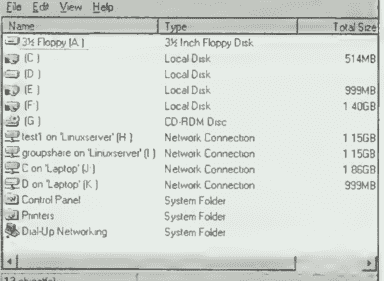 File Edit View Help
Name Type Total Size
3½ Floppy (A ) 3½ Inch Floppy Disk
(C ) Local Disk 514MB
(D ) Local Disk
(E ) Local Disk 999MB
(F ) Local Disk 1 40GB
(G ) CD-ROM Disc
test1 on 'Linuxserver' (H ) Network Connection 1 15GB
groupshare on 'Linuxserver' (I ) Network Connection 1 15GB
C on 'Laptop' (J ) Network Connection 1 86GB
D on 'Laptop' (K ) Network Connection 999MB
Control Panel System Folder
Printers System Folder
Dial-Up Networking System Folder